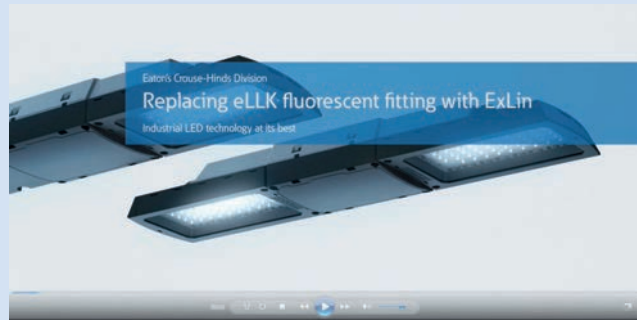 Eaton's Crouse-Hinds Division
Replacing eLLK fluorescent fitting with ExLin
Industrial LED technology at its best